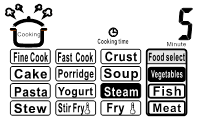 Cooking
5
Cooking time
Minute
Fine Cook Fast Cook Crust Food select
Cake Porridge Soup Vegetables
Pasta Yogurt Steam Fish
Stew Stir Fry Fry Meat